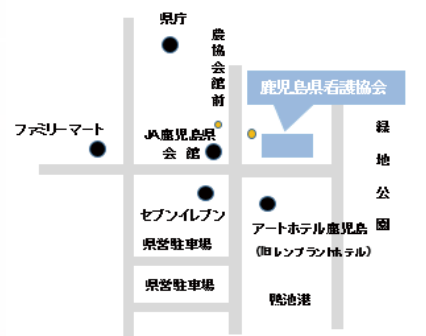 県庁
農協会館前
鹿児島県看護協会
ファミリーマート
JA鹿児島県
会 館
緑地公園
セブンイレブン
アートホテル鹿児島
(旧レンブラントホテル)
県営駐車場
県営駐車場
鴨池港